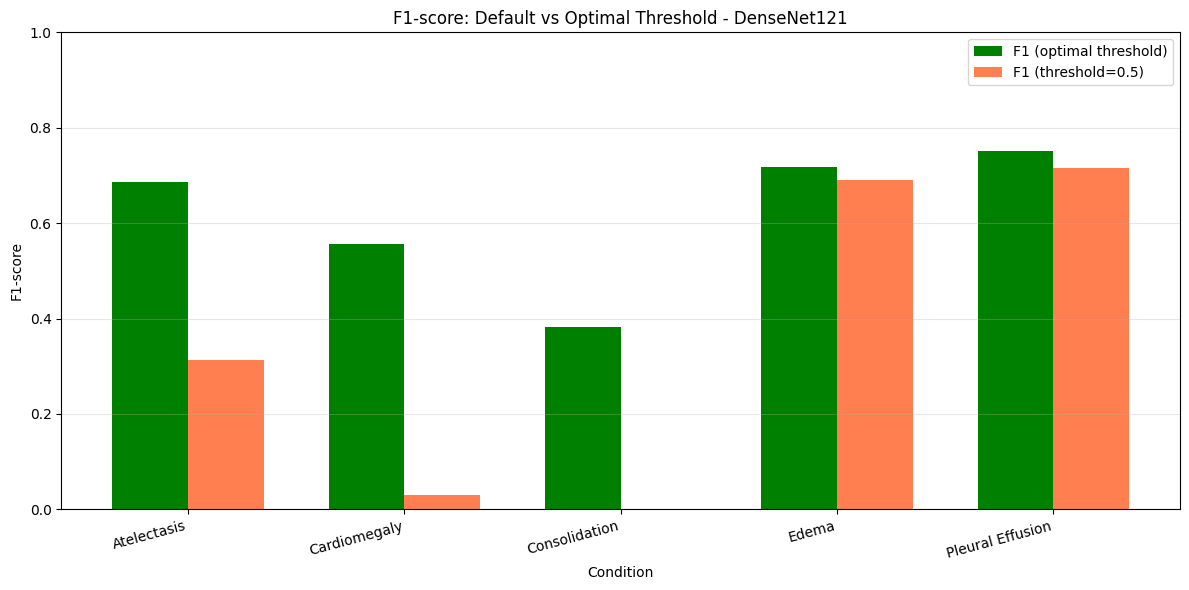 F1-score: Default vs Optimal Threshold - DenseNet121
F1 (optimal threshold)
F1 (threshold=0.5)
F1-score
1.0
0.8
0.6
0.4
0.2
0.0
Atelectasis
Cardiomegaly
Consolidation
Edema
Pleural Effusion
Condition